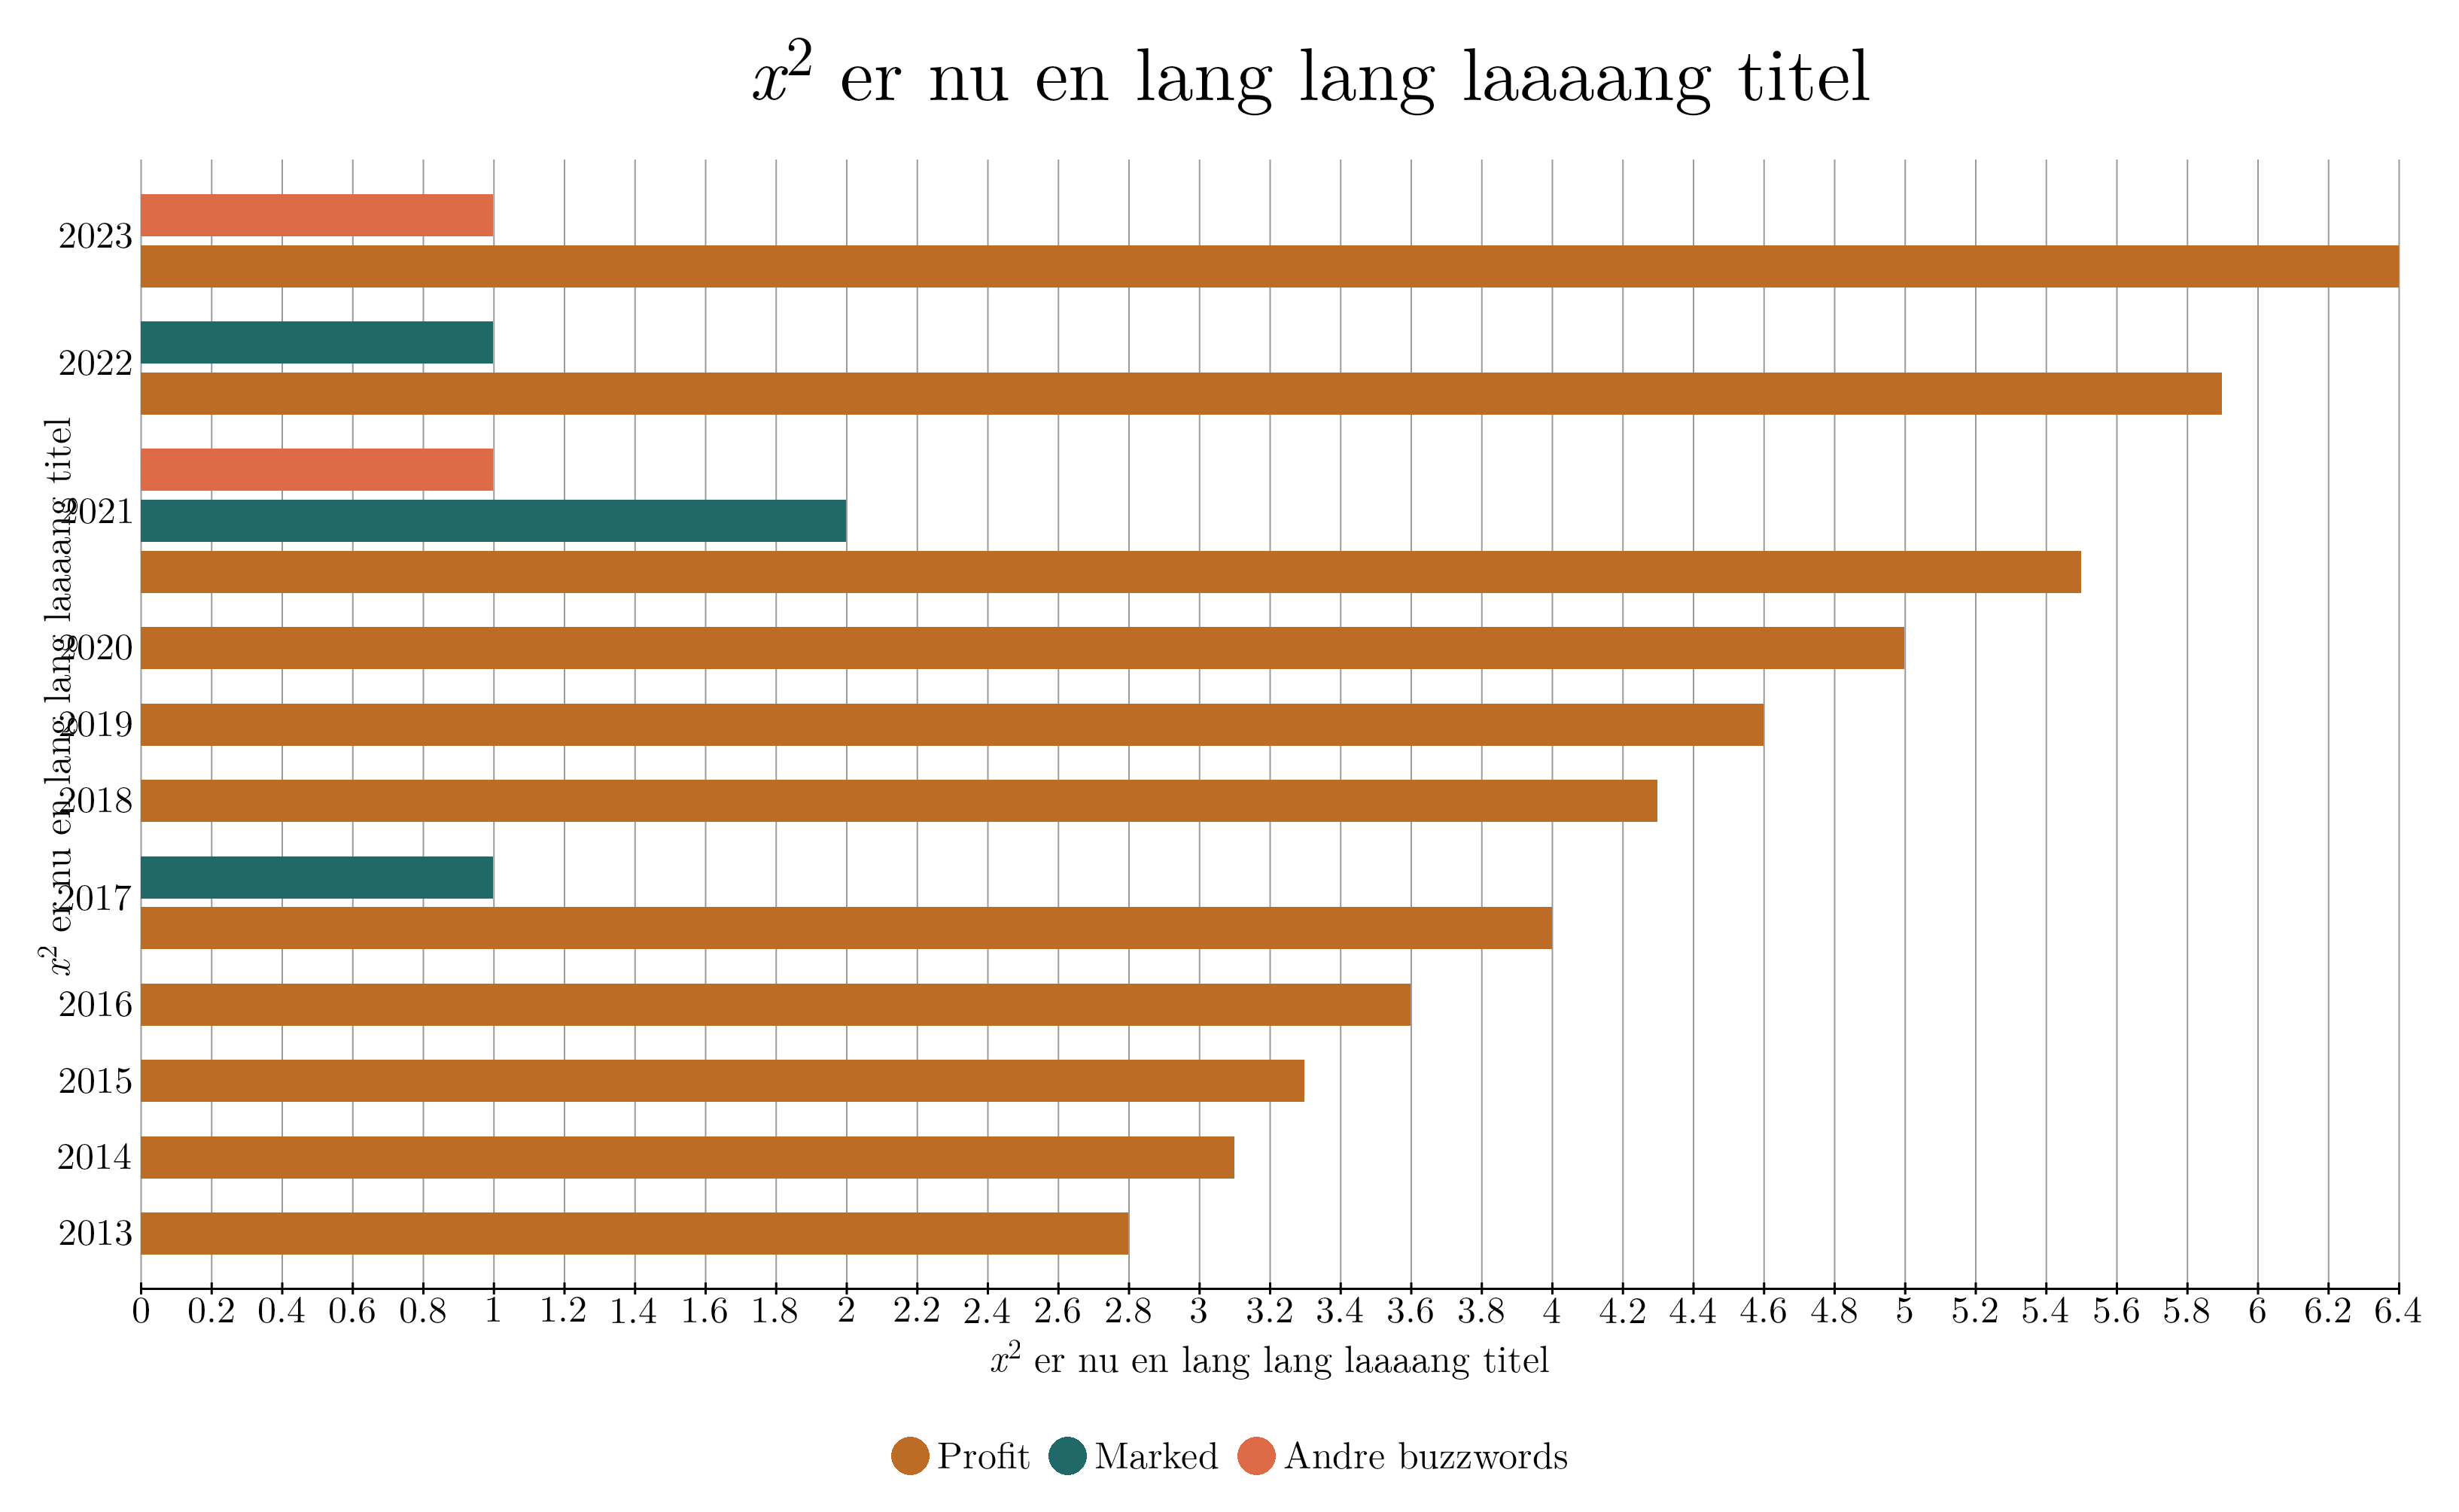 x² er nu en lang lang laaaang titel
x² er nu en lang lang laaaang titel
2023
2022
2021
2020
2019
2018
2017
2016
2015
2014
2013
0 0.2 0.4 0.6 0.8 1 1.2 1.4 1.6 1.8 2 2.2 2.4 2.6 2.8 3 3.2 3.4 3.6 3.8 4 4.2 4.4 4.6 4.8 5 5.2 5.4 5.6 5.8 6 6.2 6.4
x² er nu en lang lang laaaang titel
Profit Marked Andre buzzwords